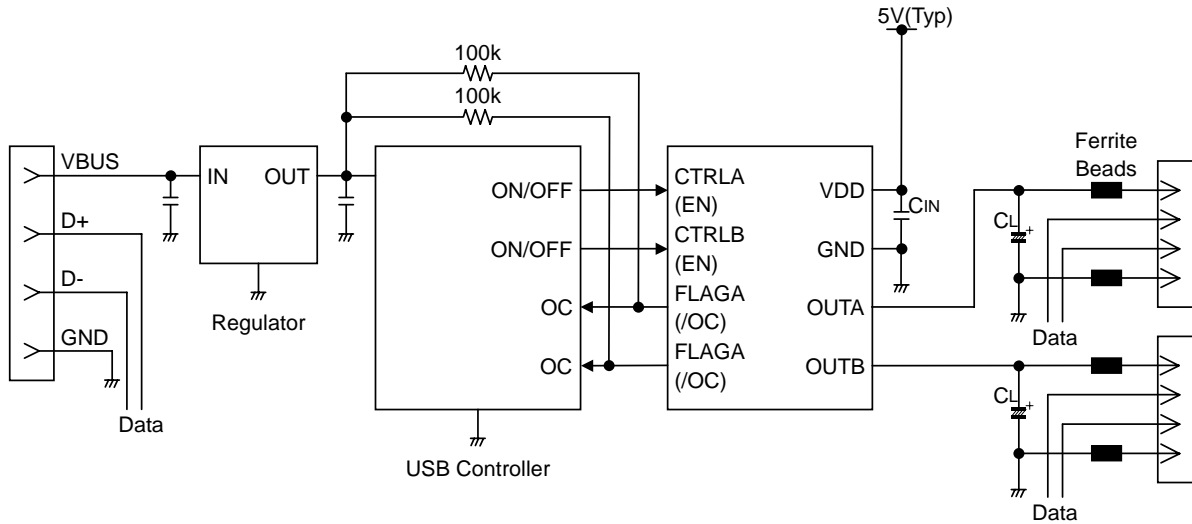 5V(Typ)
100k
100k
Ferrite
Beads
VBUS
IN
OUT
ON/OFF
CTRLA
(EN)
VDD
CIN
D+
ON/OFF
CTRLB
(EN)
GND
CL
+
D-
Regulator
OC
FLAGA
(/OC)
OUTA
GND
Data
OC
FLAGA
(/OC)
OUTB
CL
+
Data
USB Controller
Data